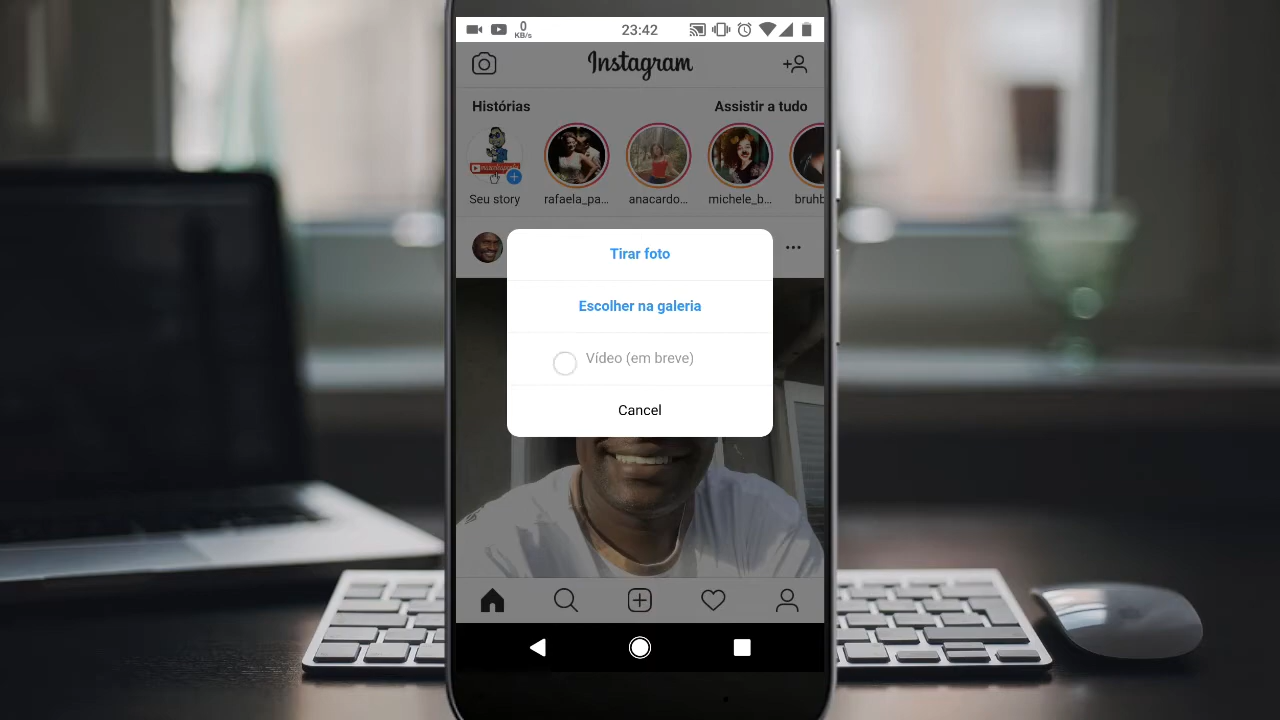 0
KB/s
23:42
Instagram
Histórias
Assistir a tudo
Seu story
rafaela_pa...
anacardo...
michele_b...
bruhb
Tirar foto
Escolher na galeria
Vídeo (em breve)
Cancel